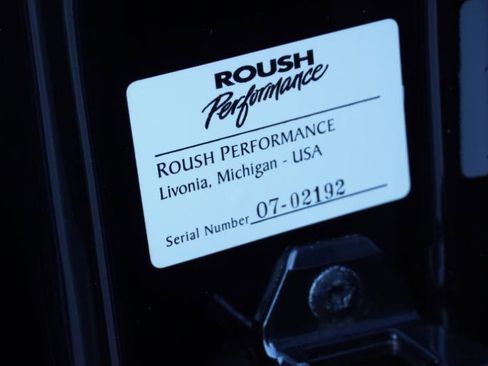 ROUSH
Performance
ROUSH PERFORMANCE
Livonia, Michigan - USA
Serial Number 07-02192